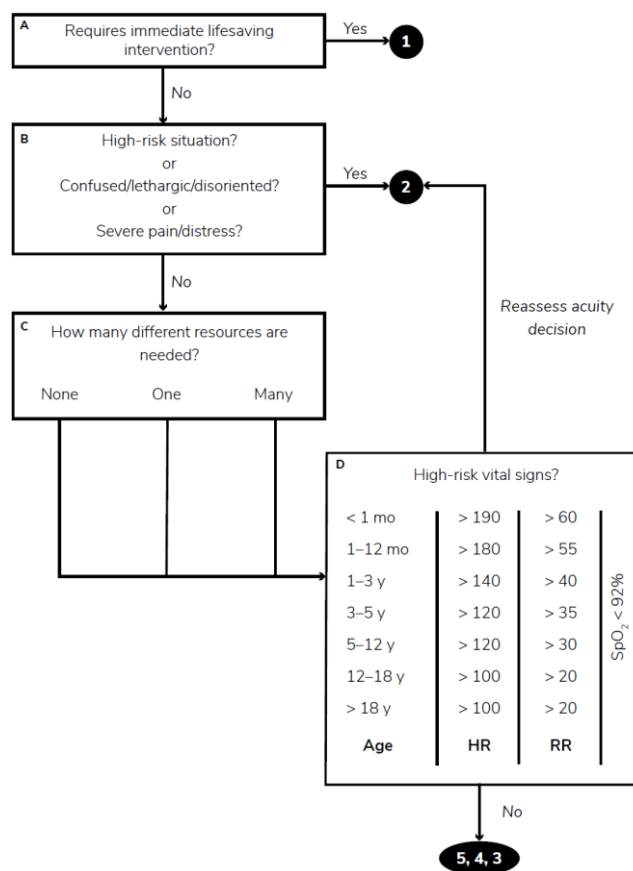 A
Requires immediate lifesaving
intervention?
Yes
1
No
B
High-risk situation?
or
Confused/lethargic/disoriented?
or
Severe pain/distress?
Yes
2
No
Reassess acuity
decision
C
How many different resources are
needed?
None One Many
D
High-risk vital signs?
< 1 mo > 190 > 60
1–12 mo > 180 > 55
1–3 y > 140 > 40
3–5 y > 120 > 35
5–12 y > 120 > 30
12–18 y > 100 > 20
> 18 y > 100 > 20
Age HR RR
SpO₂ < 92%
No
5, 4, 3